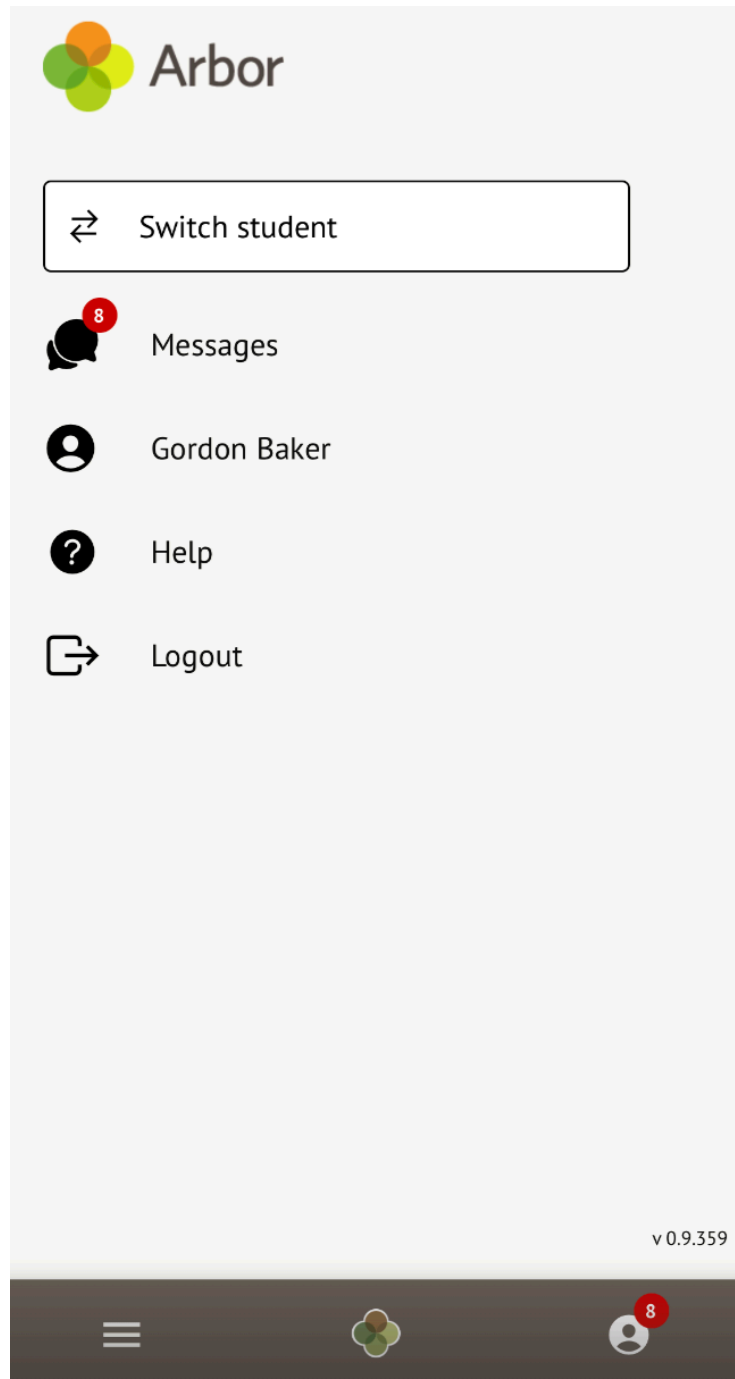 Arbor
Switch student
8
Messages
Gordon Baker
?
Help
Logout
v 0.9.359
8